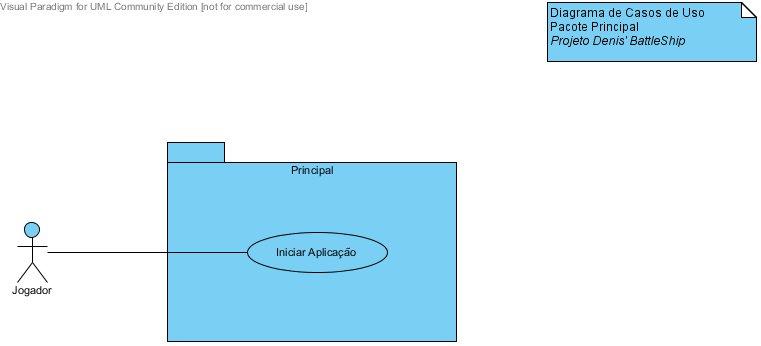 Visual Paradigm for UML Community Edition [not for commercial use]
Diagrama de Casos de Uso
Pacote Principal
Projeto Denis' BattleShip
Principal
Iniciar Aplicação
Jogador